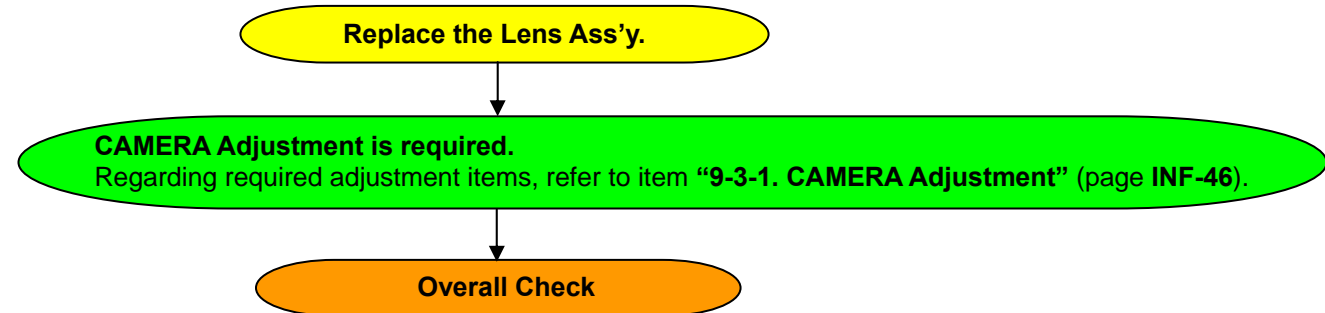 Replace the Lens Ass'y.
CAMERA Adjustment is required.
Regarding required adjustment items, refer to item “9-3-1. CAMERA Adjustment” (page INF-46).
Overall Check